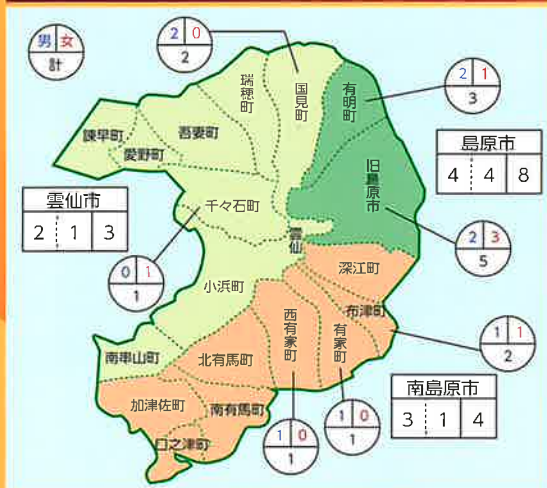 男 女
計
2 0
2
瑞穂町
国見町
有明町
2 1
3
諫早町
吾妻町
愛野町
島原市
4 4 8
旧島原市
雲仙市
2 1 3
千々石町
雲仙
2 3
5
0 1
1
小浜町
深江町
布津町
西有家町
有家町
1 1
2
南串山町
北有馬町
加津佐町
南有馬町
口之津町
南島原市
3 1 4
1 0
1
1 0
1